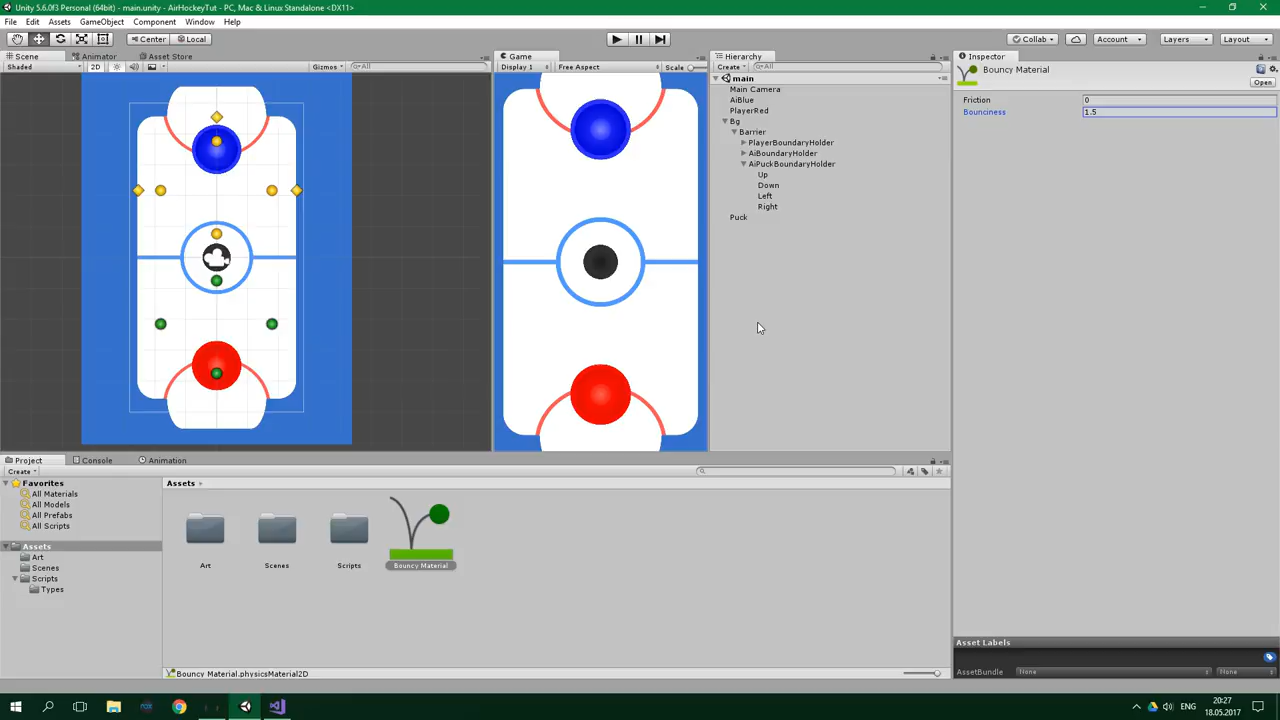 Unity 5.6.0f3 Personal (64bit) - main.unity - AirHockeyTut - PC, Mac & Linux Standalone <DX11>
File Edit Assets GameObject Component Window Help
Center Local Collab Account Layers Layout
Scene Animator Asset Store Game Hierarchy Inspector
Shaded 2D Gizmos All Display 1 Free Aspect Scale Create All
Bouncy Material
Open
Friction 0
Bounciness 1.5
main
Main Camera
AiBlue
PlayerRed
Bg
Barrier
PlayerBoundaryHolder
AiBoundaryHolder
AiPuckBoundaryHolder
Up
Down
Left
Right
Puck
Project Console Animation
Create
Favorites
All Materials
All Models
All Prefabs
All Scripts
Assets
Art
Scenes
Scripts
Types
Assets
Art Scenes Scripts Bouncy Material
Bouncy Material.physicsMaterial2D
Asset Labels
AssetBundle None None
ENG
20:27
18.05.2017